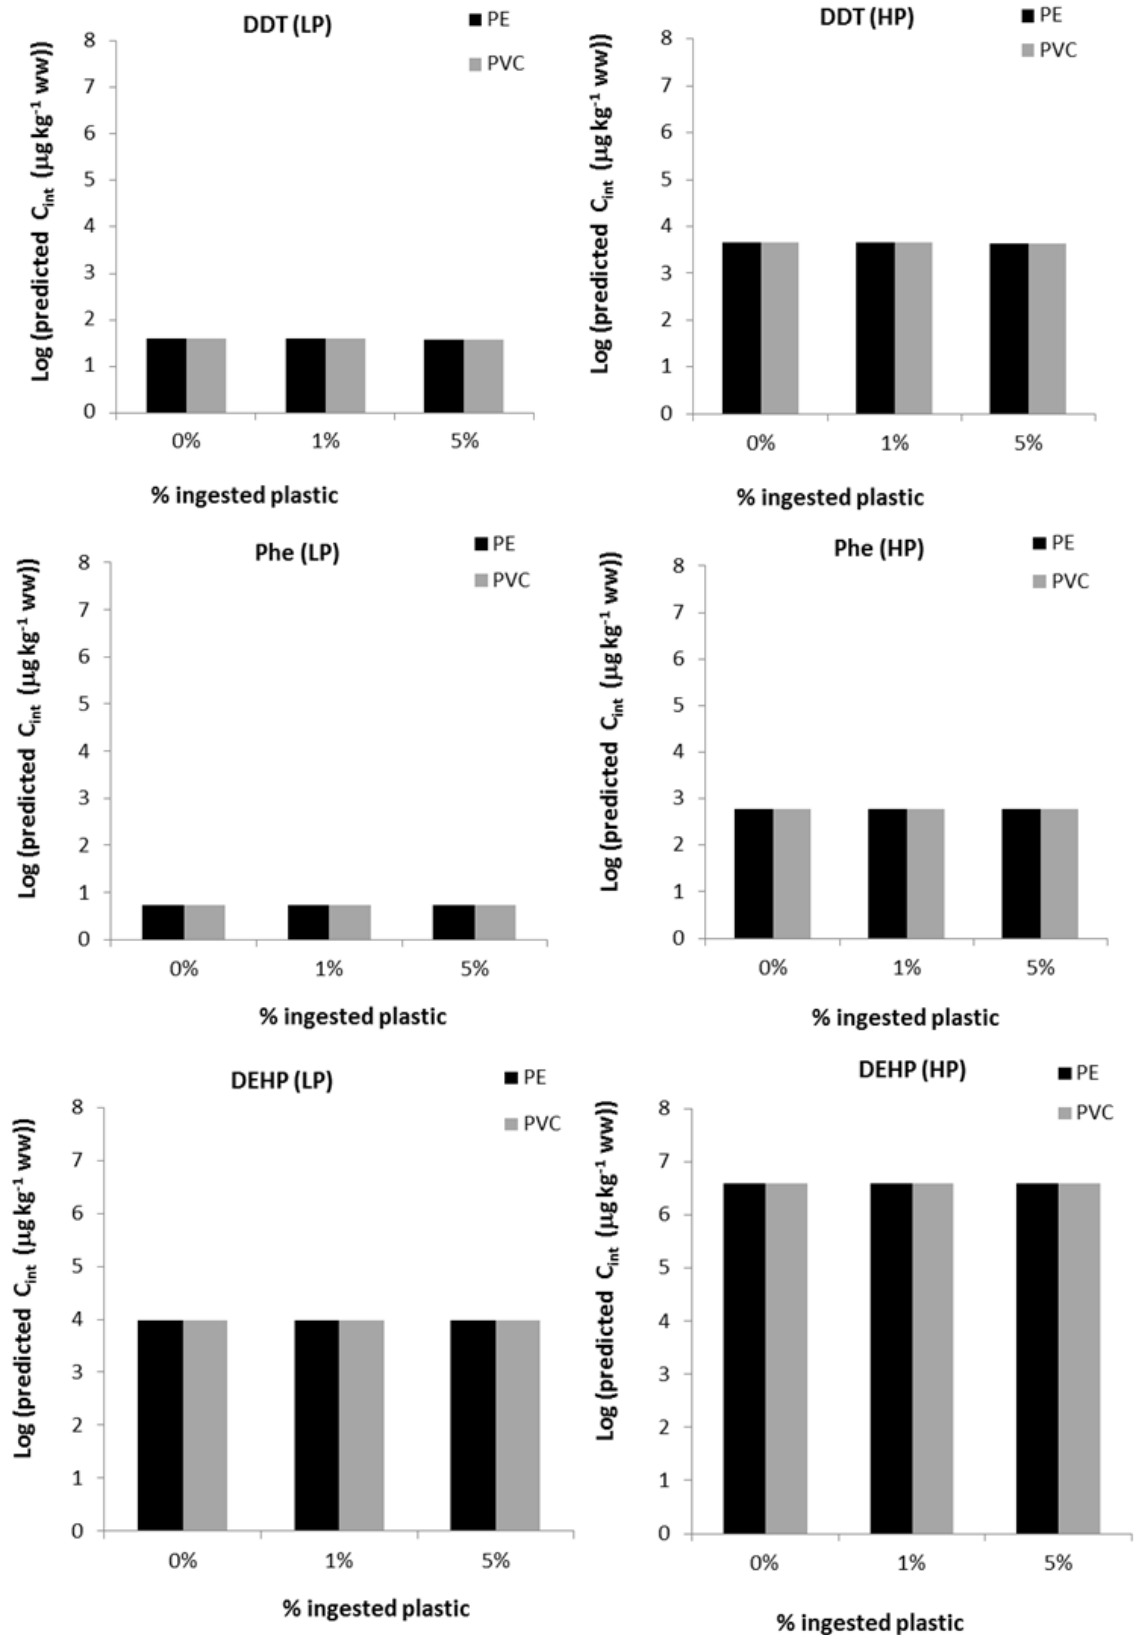 DDT (LP)
PE
PVC
Log (predicted C_int (µg kg⁻¹ ww))
8
7
6
5
4
3
2
1
0
0% 1% 5%
% ingested plastic
DDT (HP)
PE
PVC
Log (predicted C_int (µg kg⁻¹ ww))
8
7
6
5
4
3
2
1
0
0% 1% 5%
% ingested plastic
Phe (LP)
PE
PVC
Log (predicted C_int (µg kg⁻¹ ww))
8
7
6
5
4
3
2
1
0
0% 1% 5%
% ingested plastic
Phe (HP)
PE
PVC
Log (predicted C_int (µg kg⁻¹ ww))
8
7
6
5
4
3
2
1
0
0% 1% 5%
% ingested plastic
DEHP (LP)
PE
PVC
Log (predicted C_int (µg kg⁻¹ ww))
8
7
6
5
4
3
2
1
0
0% 1% 5%
% ingested plastic
DEHP (HP)
PE
PVC
Log (predicted C_int (µg kg⁻¹ ww))
8
7
6
5
4
3
2
1
0
0% 1% 5%
% ingested plastic